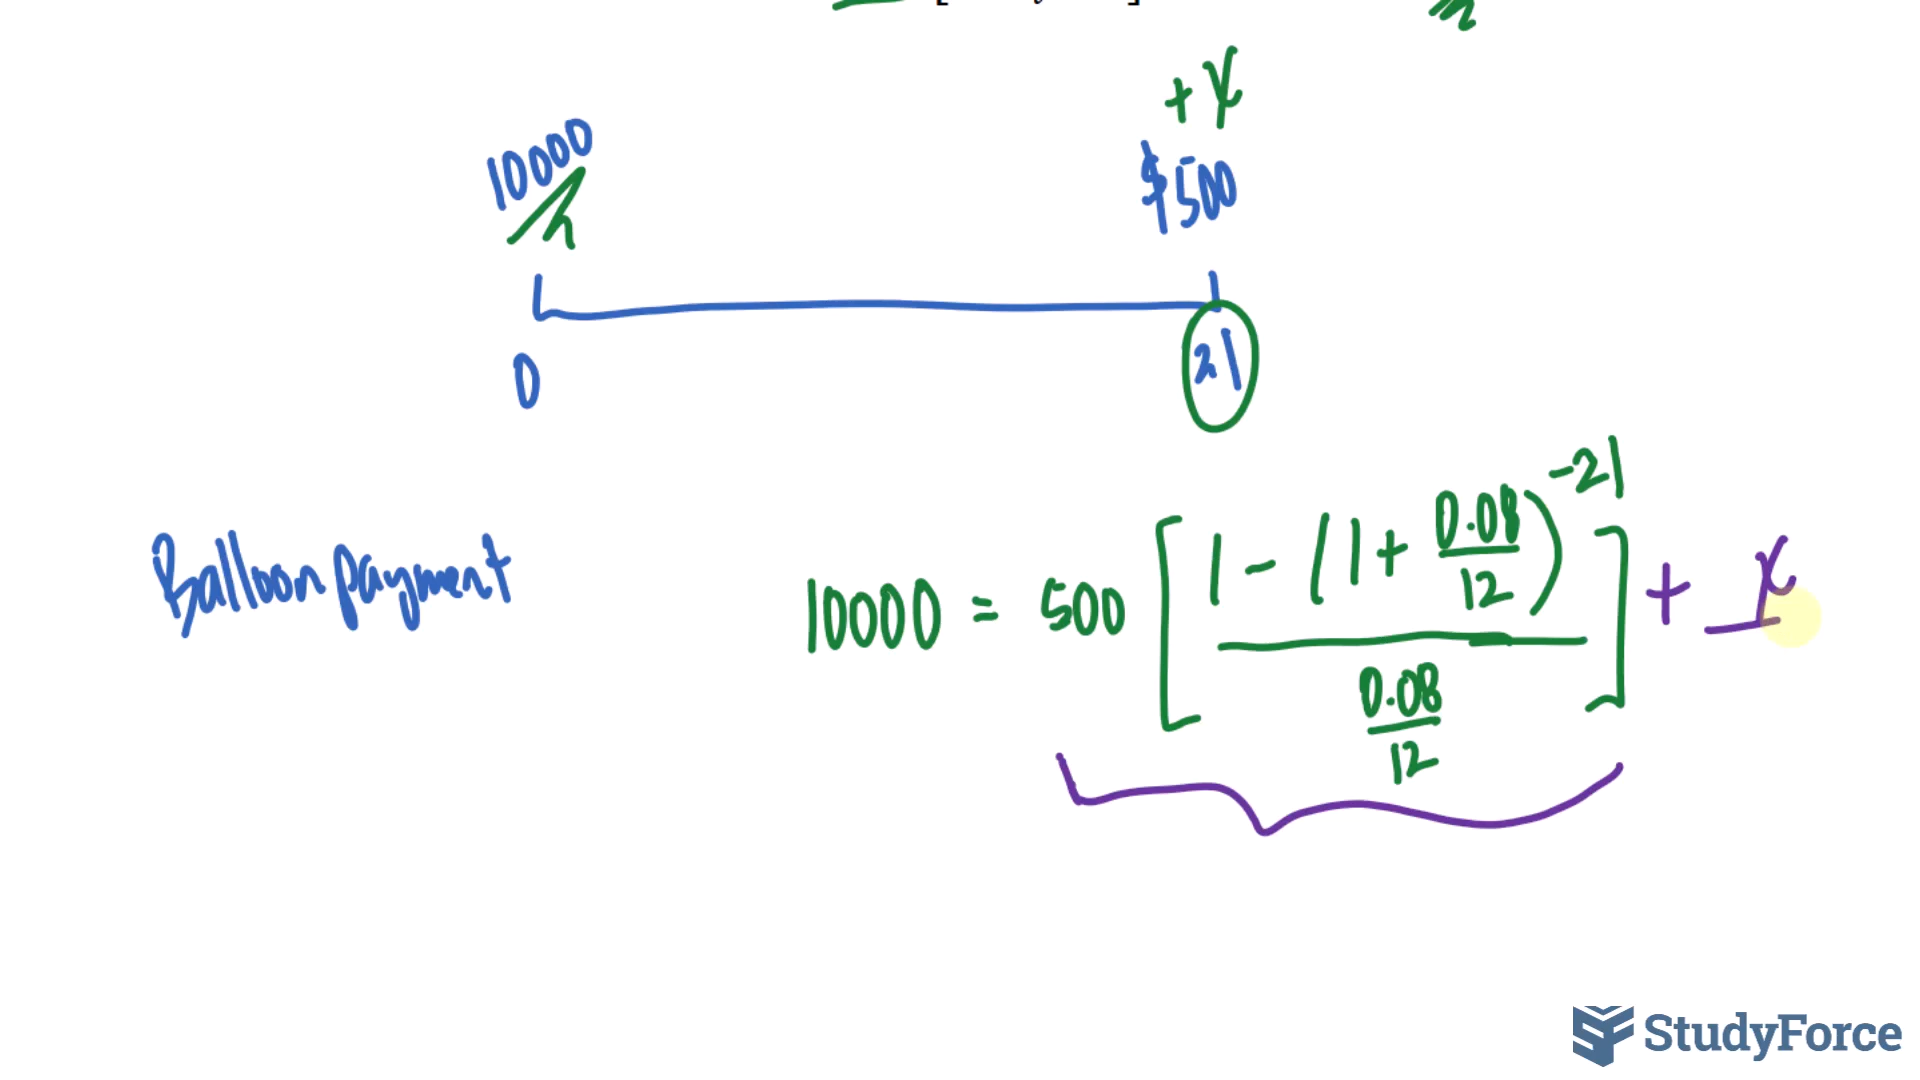 + x
10000
$500
0
21
Balloon payment
10000 = 500 [ 1 - (1 + 0.08/12)^-21 / 0.08/12 ] + x
StudyForce